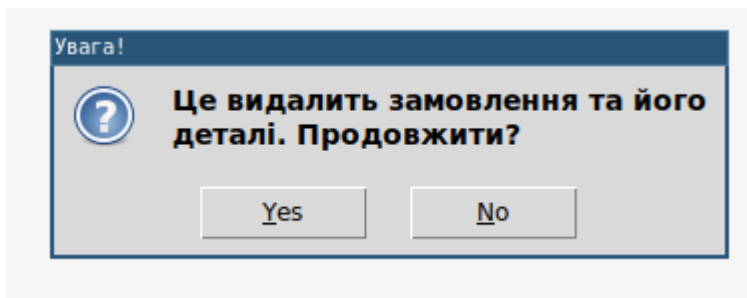 Увага!
Це видалить замовлення та його
деталі. Продовжити?
Yes
No